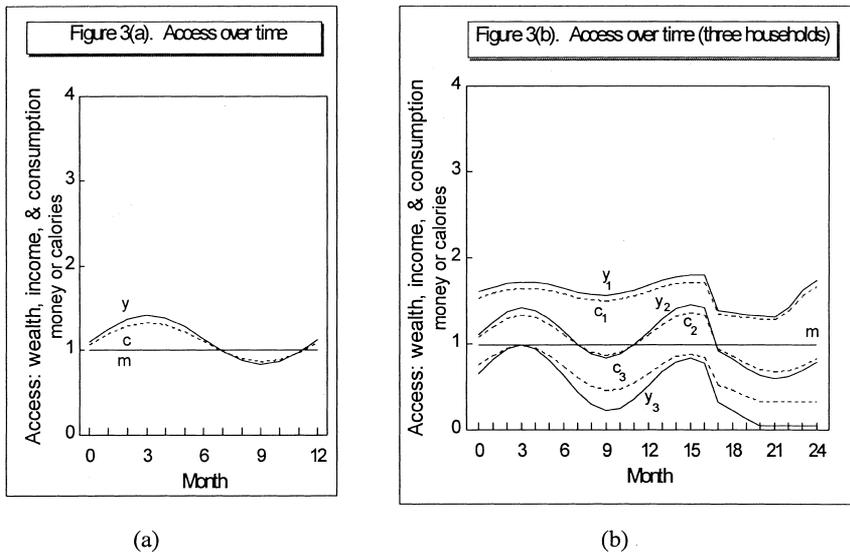 Figure 3(a). Access over time
Access: wealth, income, & consumption
money or calories
4
3
2
1
0
y
c
m
0 3 6 9 12
Month
(a)
Figure 3(b). Access over time (three households)
Access: wealth, income, & consumption
money or calories
4
3
2
1
0
y1
c1
y2
c2
m
c3
y3
0 3 6 9 12 15 18 21 24
Month
(b)